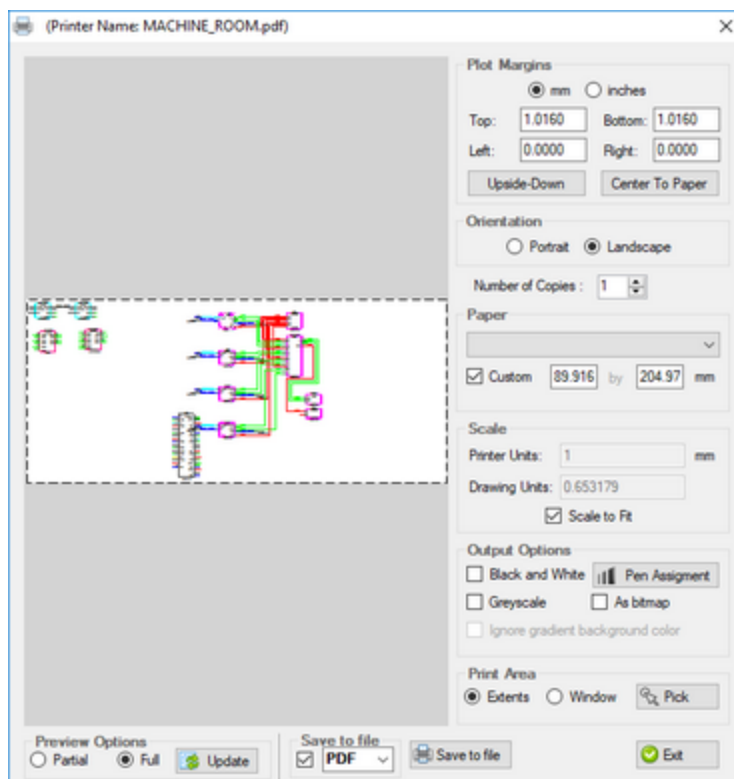 (Printer Name: MACHINE_ROOM.pdf)
Plot Margins
mm inches
Top: 1.0160 Bottom: 1.0160
Left: 0.0000 Right: 0.0000
Upside-Down Center To Paper
Orientation
Portrait Landscape
Number of Copies : 1
Paper
Custom 89.916 by 204.97 mm
Scale
Printer Units: 1 mm
Drawing Units: 0.653179
Scale to Fit
Output Options
Black and White Pen Assigment
Greyscale As bitmap
Ignore gradient background color
Print Area
Extents Window Pick
Preview Options
Partial Full Update
Save to file
PDF Save to file Exit